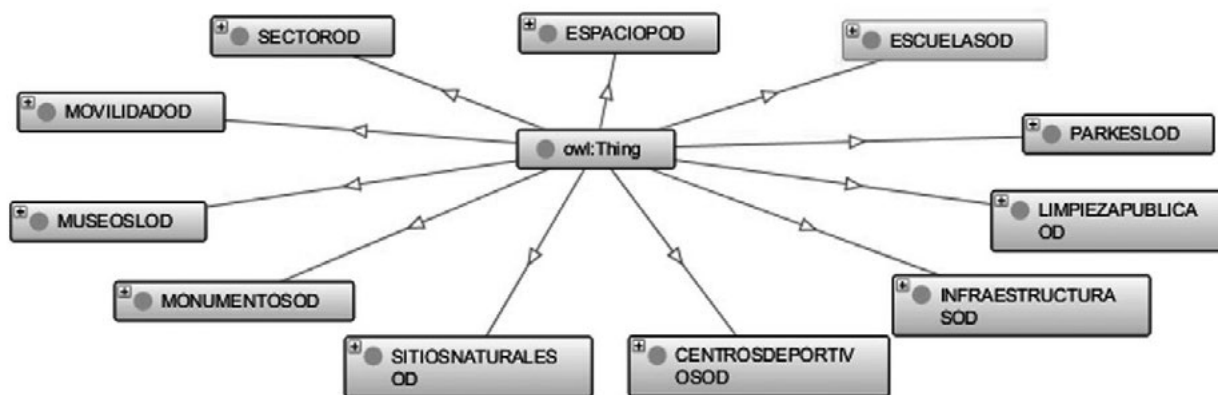 SECTOROD
ESPACIOPOD
ESCUELASOD
MOVILIDADOD
owl:Thing
PARKESLOD
MUSEOSLOD
LIMPIEZAPUBLICA
OD
MONUMENTOSOD
INFRAESTRUCTURA
SOD
SITIOSNATURALES
OD
CENTROSDEPORTIV
OSOD